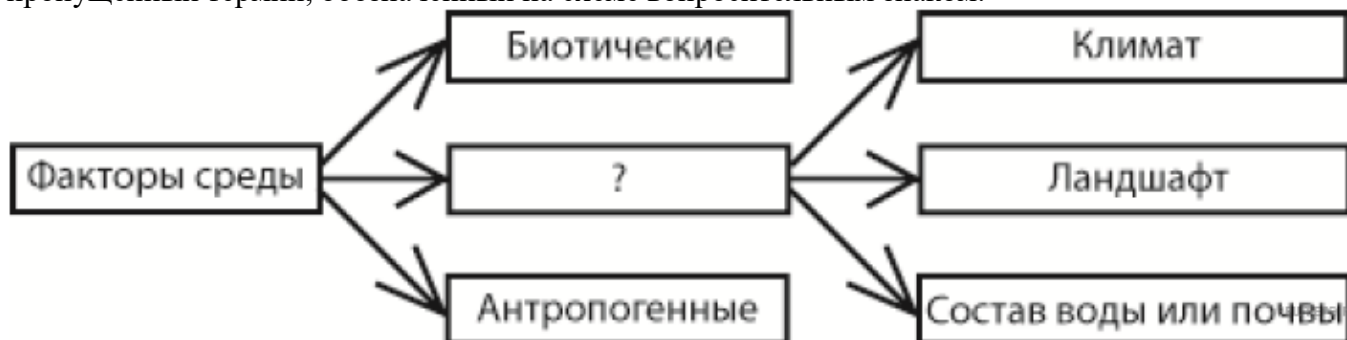 Биотические
Климат
Факторы среды
?
Ландшафт
Антропогенные
Состав воды или почвы